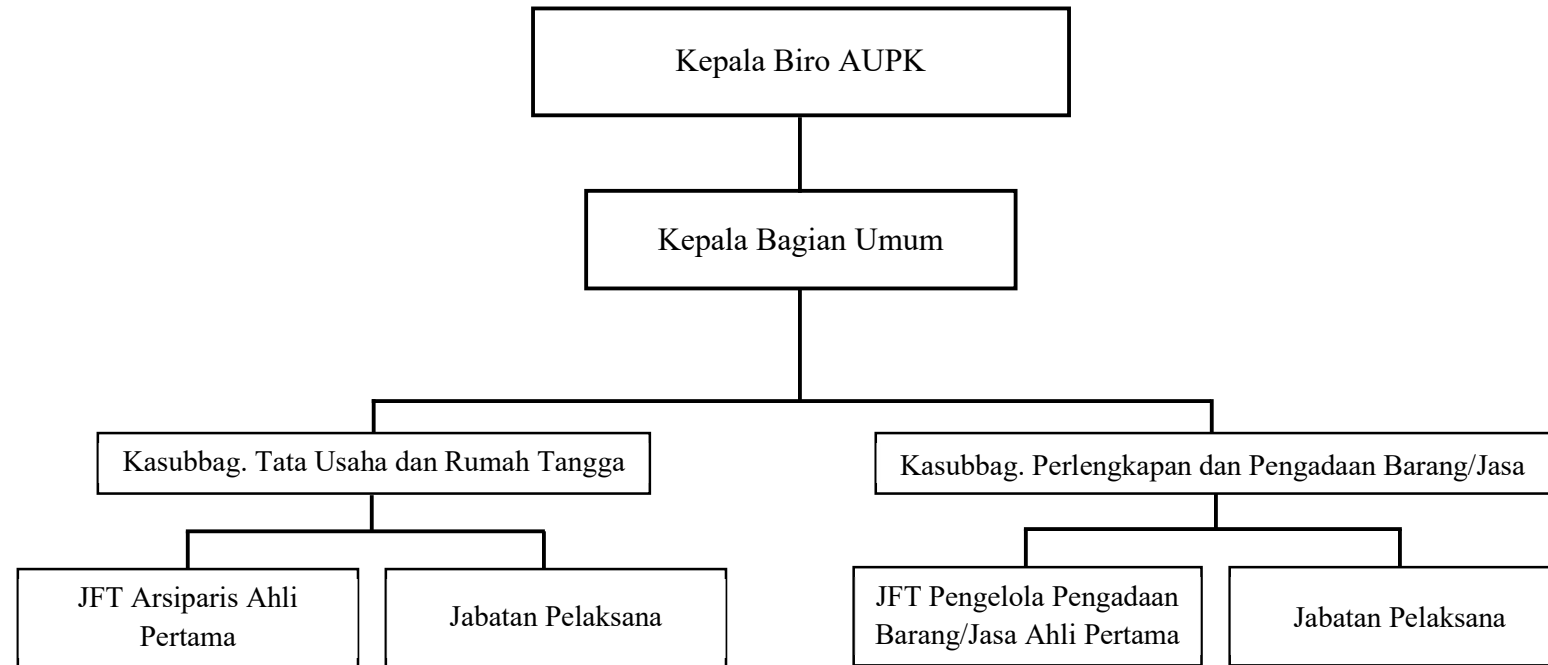 Kepala Biro AUPK
Kepala Bagian Umum
Kasubbag. Tata Usaha dan Rumah Tangga
Kasubbag. Perlengkapan dan Pengadaan Barang/Jasa
JFT Arsiparis Ahli
Pertama
Jabatan Pelaksana
JFT Pengelola Pengadaan
Barang/Jasa Ahli Pertama
Jabatan Pelaksana